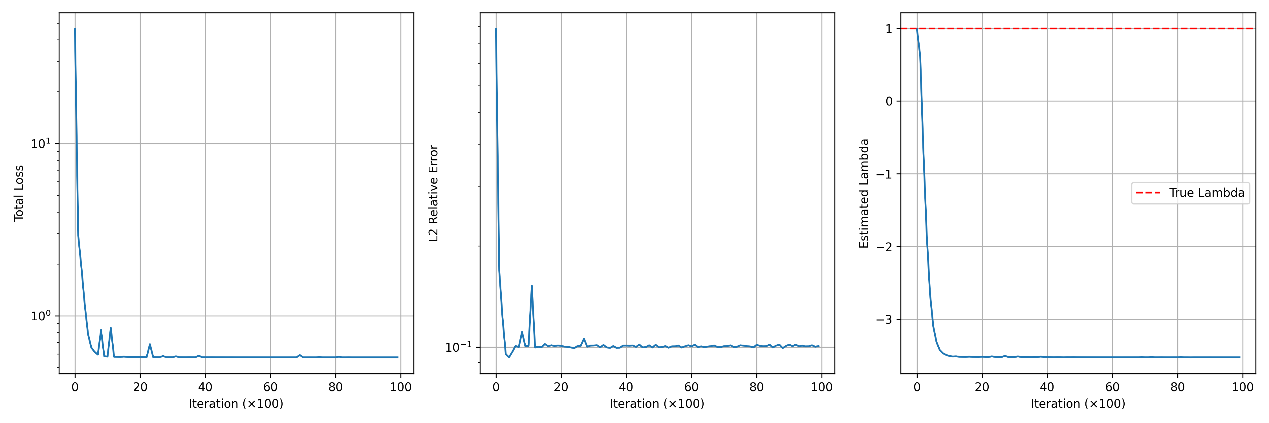 Total Loss
10¹
10⁰
0 20 40 60 80 100
Iteration (×100)
L2 Relative Error
10⁻¹
0 20 40 60 80 100
Iteration (×100)
Estimated Lambda
1
0
−1
−2
−3
True Lambda
0 20 40 60 80 100
Iteration (×100)